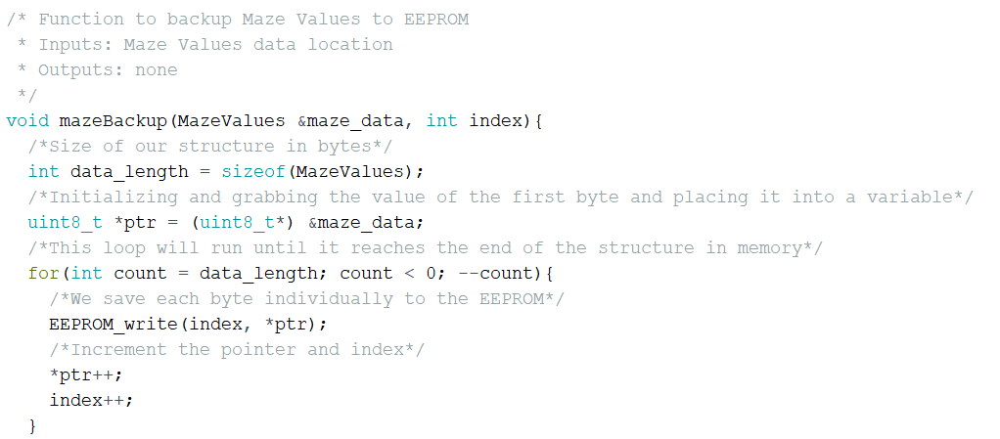 /* Function to backup Maze Values to EEPROM
 * Inputs: Maze Values data location
 * Outputs: none
 */
void mazeBackup(MazeValues &maze_data, int index){
  /*Size of our structure in bytes*/
  int data_length = sizeof(MazeValues);
  /*Initializing and grabbing the value of the first byte and placing it into a variable*/
  uint8_t *ptr = (uint8_t*) &maze_data;
  /*This loop will run until it reaches the end of the structure in memory*/
  for(int count = data_length; count < 0; --count){
    /*We save each byte individually to the EEPROM*/
    EEPROM_write(index, *ptr);
    /*Increment the pointer and index*/
    *ptr++;
    index++;
  }